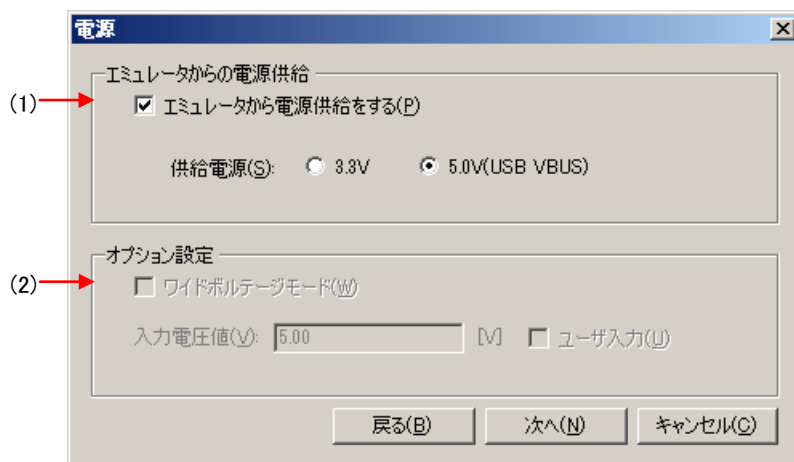 電源
エミュレータからの電源供給
(1)
エミュレータから電源供給をする(P)
供給電源(S): 3.3V 5.0V(USB VBUS)
オプション設定
(2)
ワイドボルテージモード(W)
入力電圧値(V): 5.00 [V] ユーザ入力(U)
戻る(B) 次へ(N) キャンセル(C)